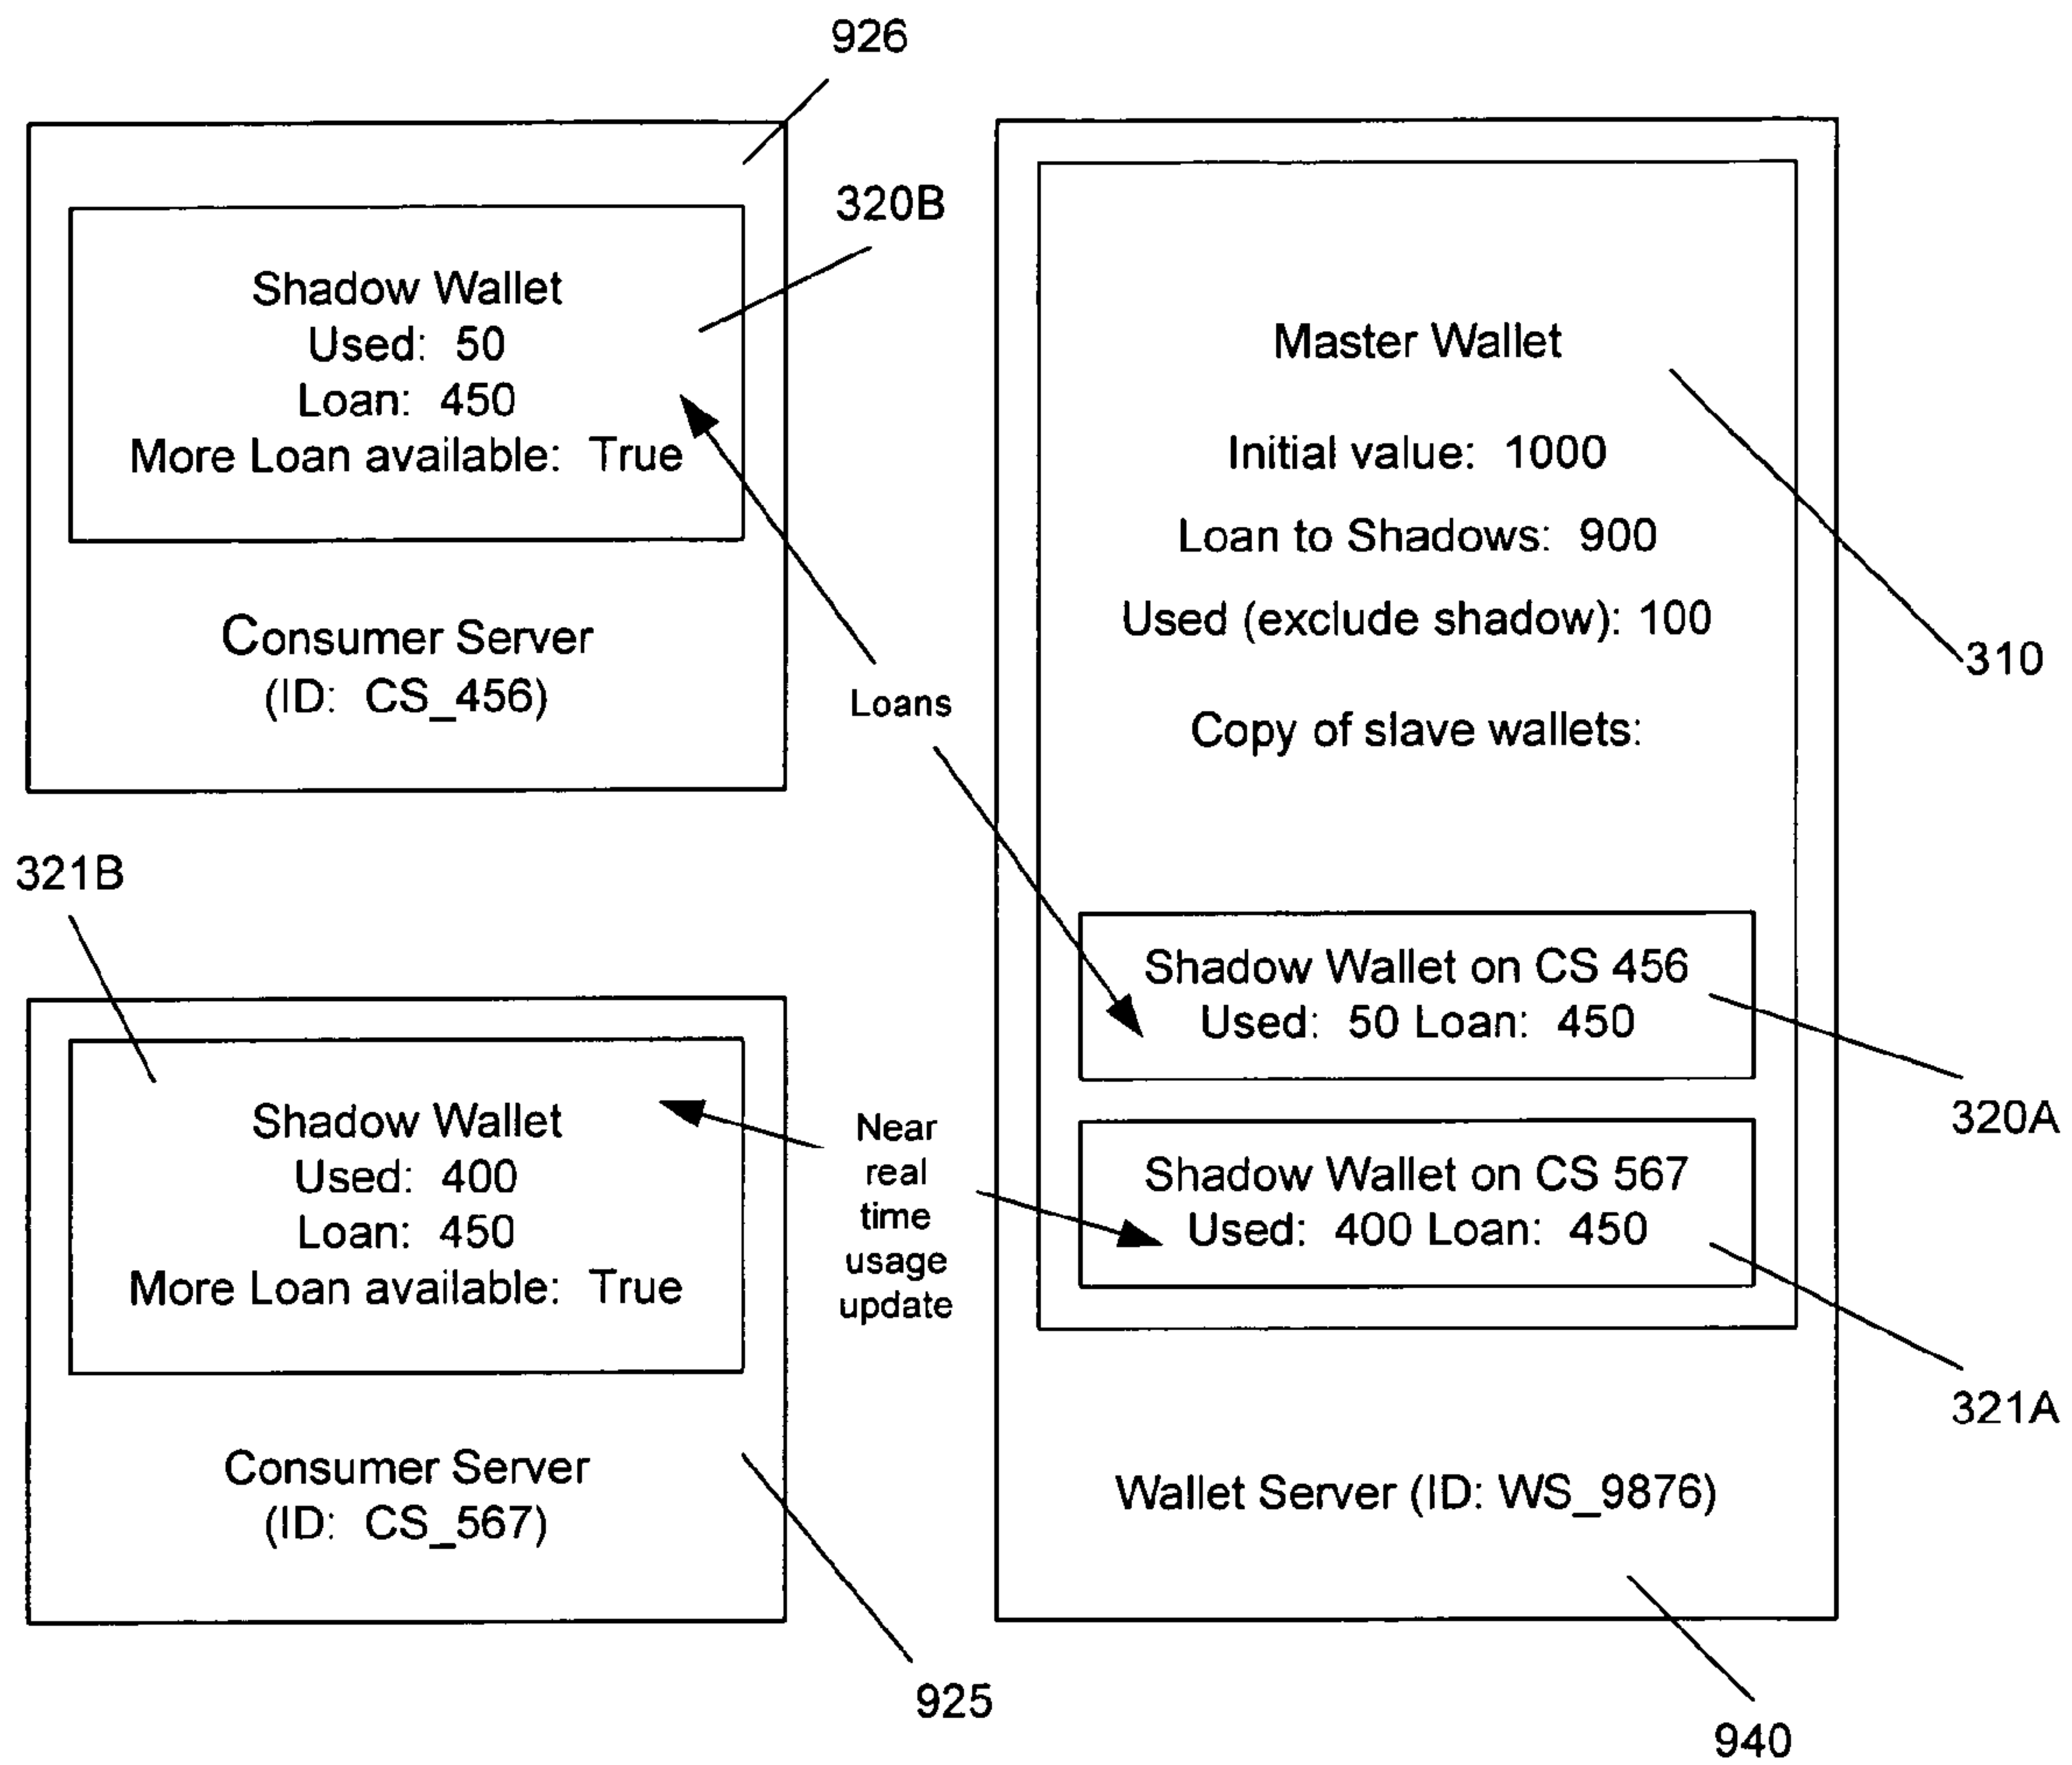 926
320B
Shadow Wallet
Used: 50
Loan: 450
More Loan available: True
Consumer Server
(ID: CS_456)
Loans
Master Wallet
Initial value: 1000
Loan to Shadows: 900
Used (exclude shadow): 100
310
Copy of slave wallets:
Shadow Wallet on CS 456
Used: 50 Loan: 450
320A
Shadow Wallet on CS 567
Used: 400 Loan: 450
321A
Wallet Server (ID: WS_9876)
940
321B
Shadow Wallet
Used: 400
Loan: 450
More Loan available: True
Near
real
time
usage
update
Consumer Server
(ID: CS_567)
925